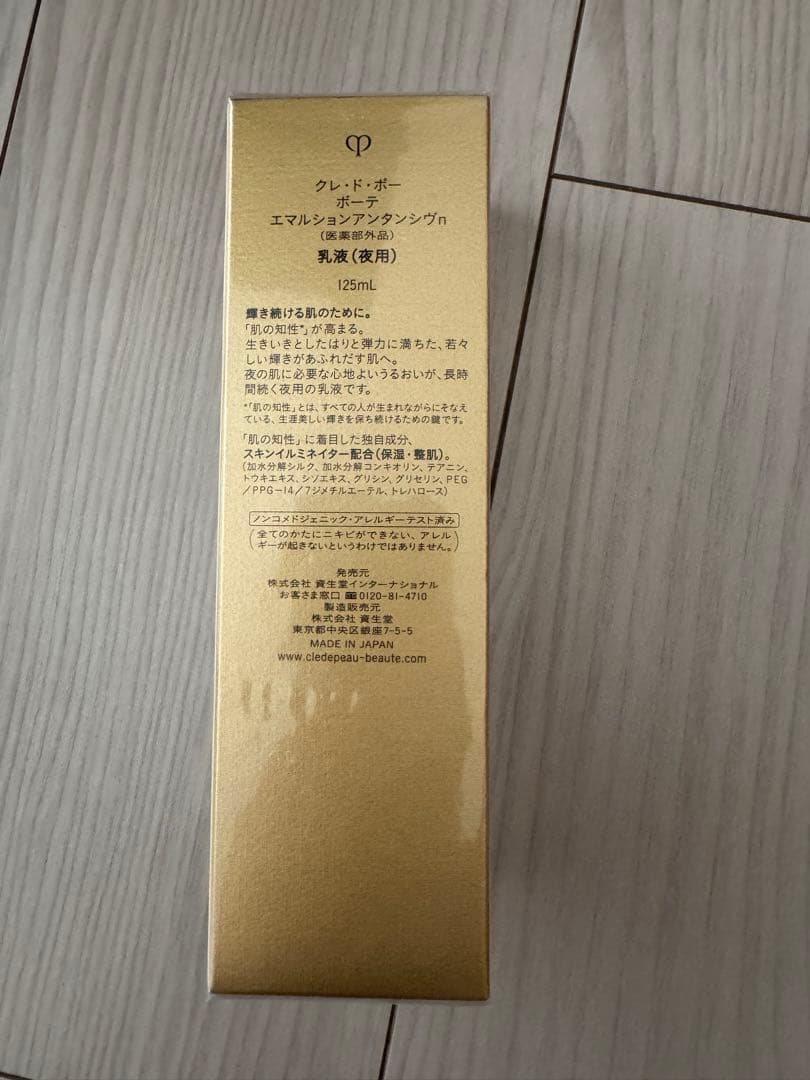 クレ・ド・ポー
ボーテ
エマルションアンタンシヴn
(医薬部外品)
乳液(夜用)
125mL
輝き続ける肌のために。
「肌の知性*」が高まる。
生きいきとしたはりと弾力に満ちた、若々
しい輝きがあふれだす肌へ。
夜の肌に必要な心地よいうるおいが、長時
間続く夜用の乳液です。
*「肌の知性」とは、すべての人が生まれながらにそなえ
ている、生涯美しい輝きを保ち続けるための鍵です。
「肌の知性」に着目した独自成分、
スキンイルミネイター配合(保湿・整肌)。
(加水分解シルク、加水分解コンキオリン、テアニン、
トウキエキス、シソエキス、グリシン、グリセリン、PEG
/PPG-14/7ジメチルエーテル、トレハロース)
ノンコメドジェニック・アレルギーテスト済み
(全てのかたにニキビができない、アレル
ギーが起きないというわけではありません。)
発売元
株式会社 資生堂インターナショナル
お客さま窓口 0120-81-4710
製造販売元
株式会社 資生堂
東京都中央区銀座7-5-5
MADE IN JAPAN
www.cledepeau-beaute.com